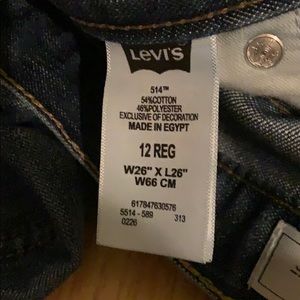 LEVI'S
514™
54%COTTON
46%POLYESTER
EXCLUSIVE OF DECORATION
MADE IN EGYPT
12 REG
W26" X L26"
W66 CM
617847630576
5514 - 589 313
0226